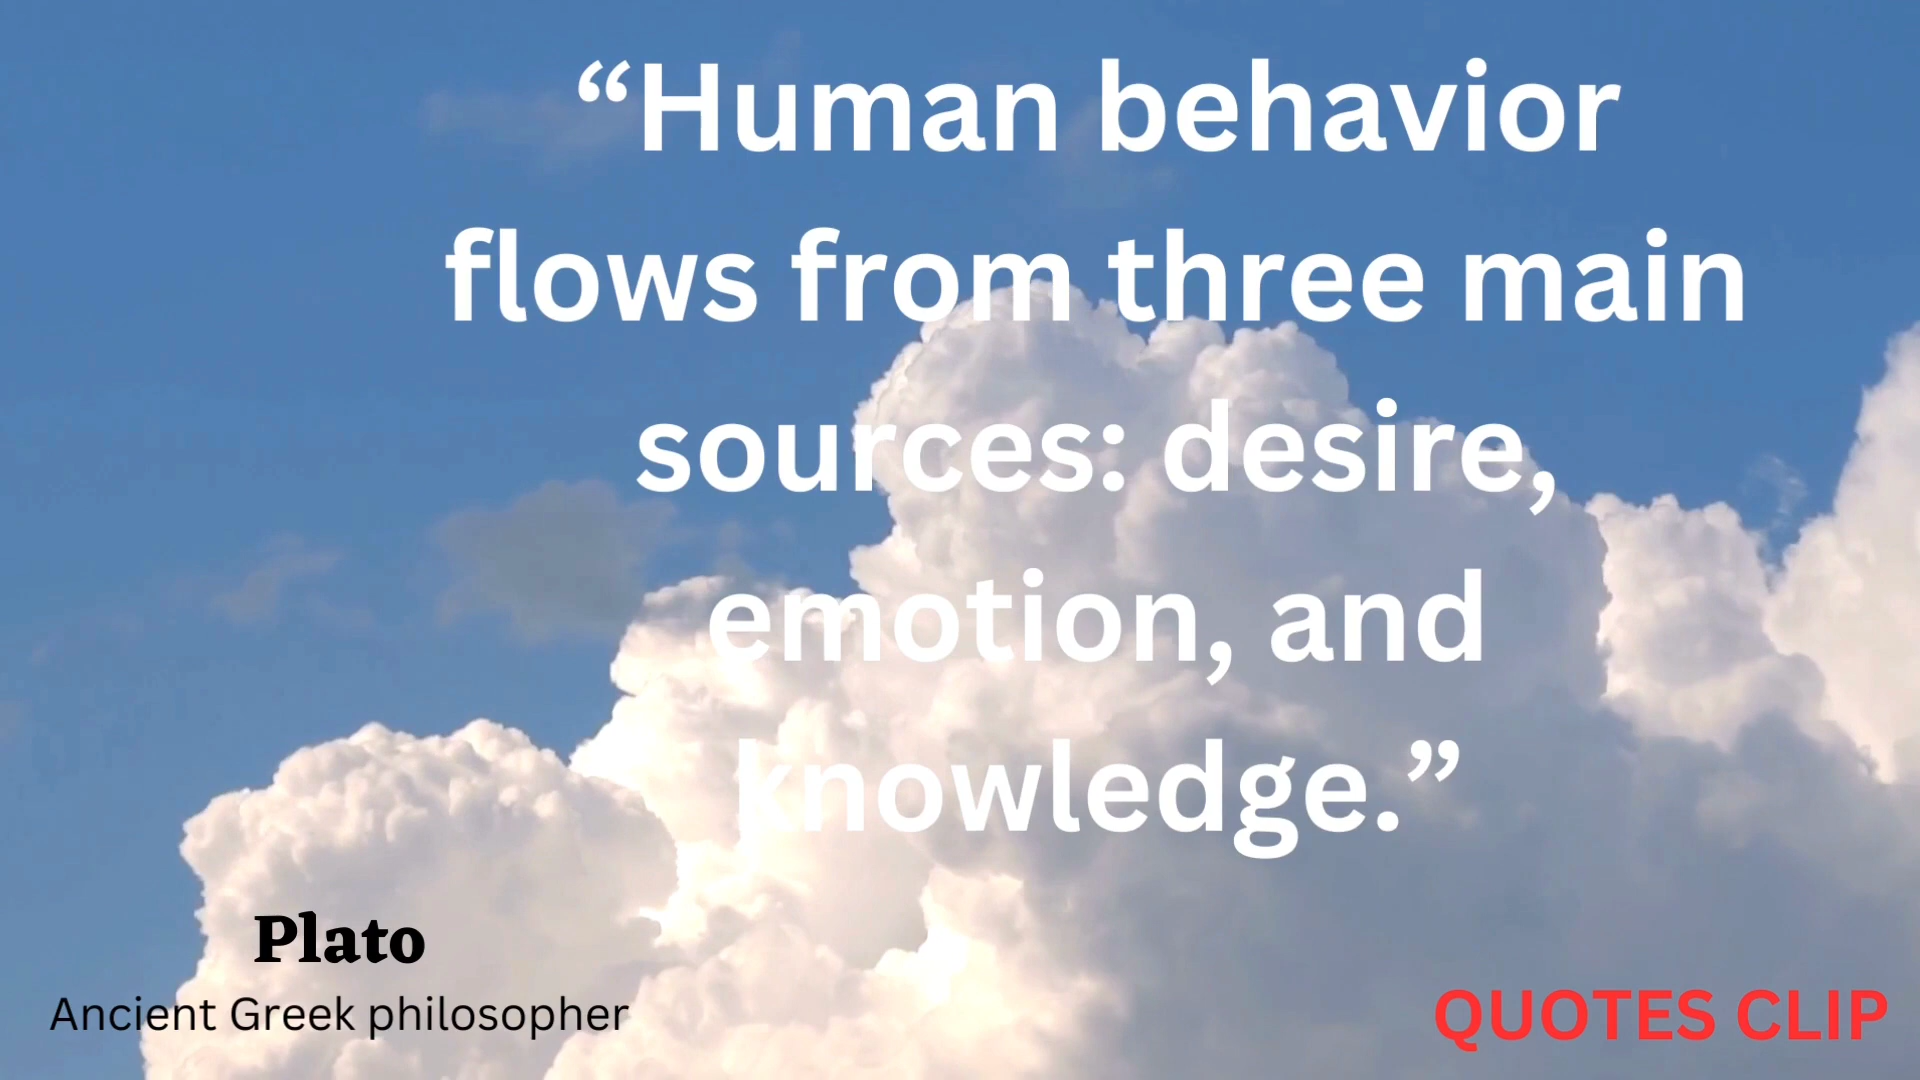 “Human behavior
flows from three main
sources: desire,
emotion, and
knowledge.”
Plato
Ancient Greek philosopher
QUOTES CLIP